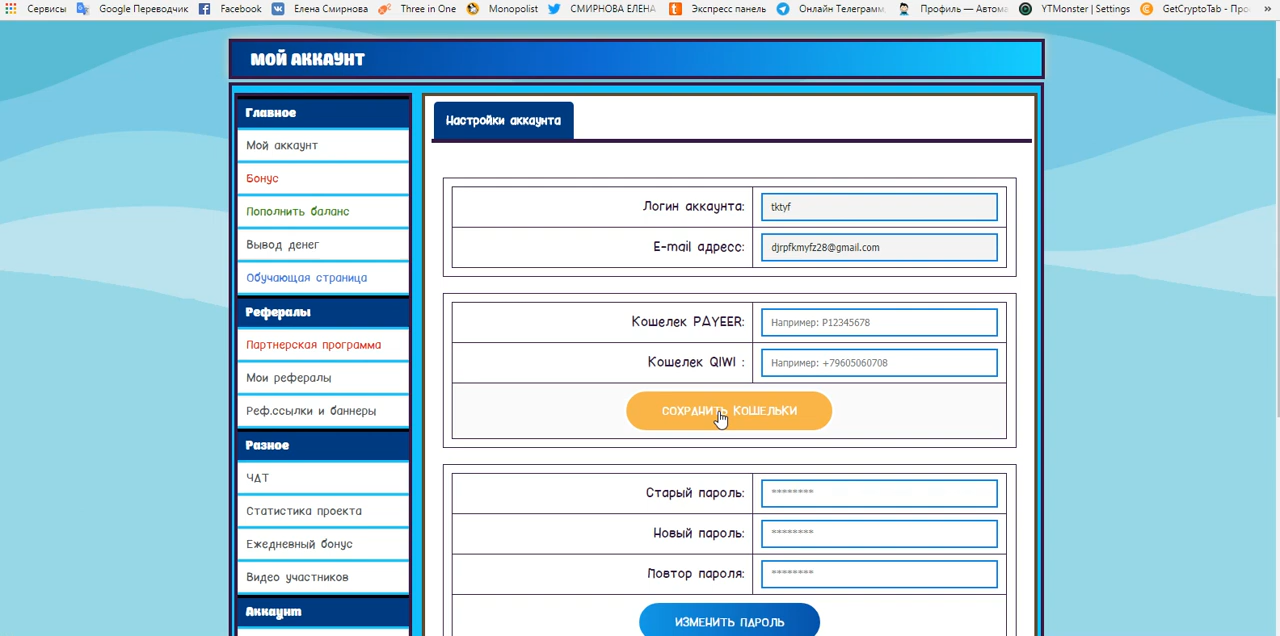 Сервисы Google Переводчик Facebook Елена Смирнова Three in One Monopolist СМИРНОВА ЕЛЕНА Экспресс панель Онлайн Телеграмм. Профиль — Автома YTMonster | Settings GetCryptoTab - Про »
МОЙ АККАУНТ
Главное
Мой аккаунт
Бонус
Пополнить баланс
Вывод денег
Обучающая страница
Рефералы
Партнерская программа
Мои рефералы
Реф.ссылки и баннеры
Разное
ЧАТ
Статистика проекта
Ежедневный бонус
Видео участников
Аккаунт
Настройки аккаунта
Логин аккаунта: tktyf
E-mail адресс: djrpfkmyfz28@gmail.com
Кошелек PAYEER: Например: P12345678
Кошелек QIWI : Например: +79605060708
СОХРАНИТЬ КОШЕЛЬКИ
Старый пароль: ********
Новый пароль: ********
Повтор пароля: ********
ИЗМЕНИТЬ ПАРОЛЬ